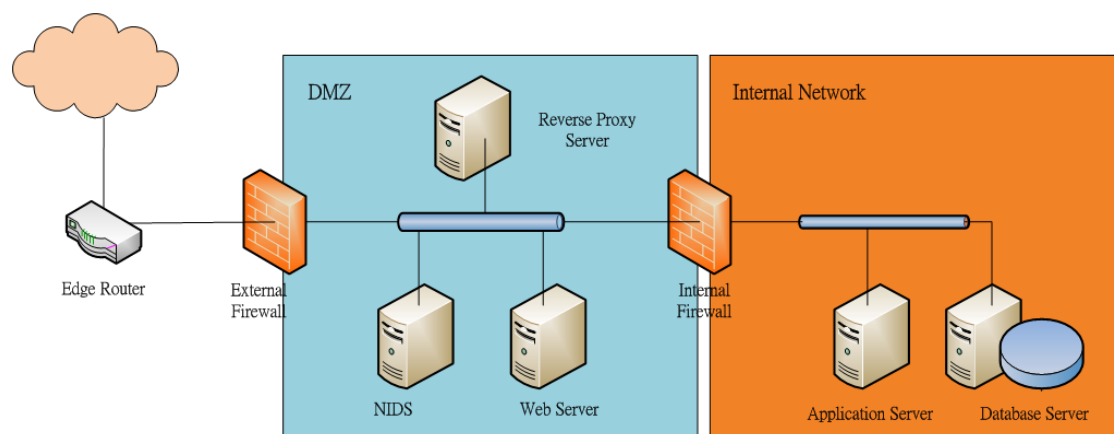 DMZ
Internal Network
Reverse Proxy
Server
Edge Router
External
Firewall
Internal
Firewall
NIDS
Web Server
Application Server
Database Server